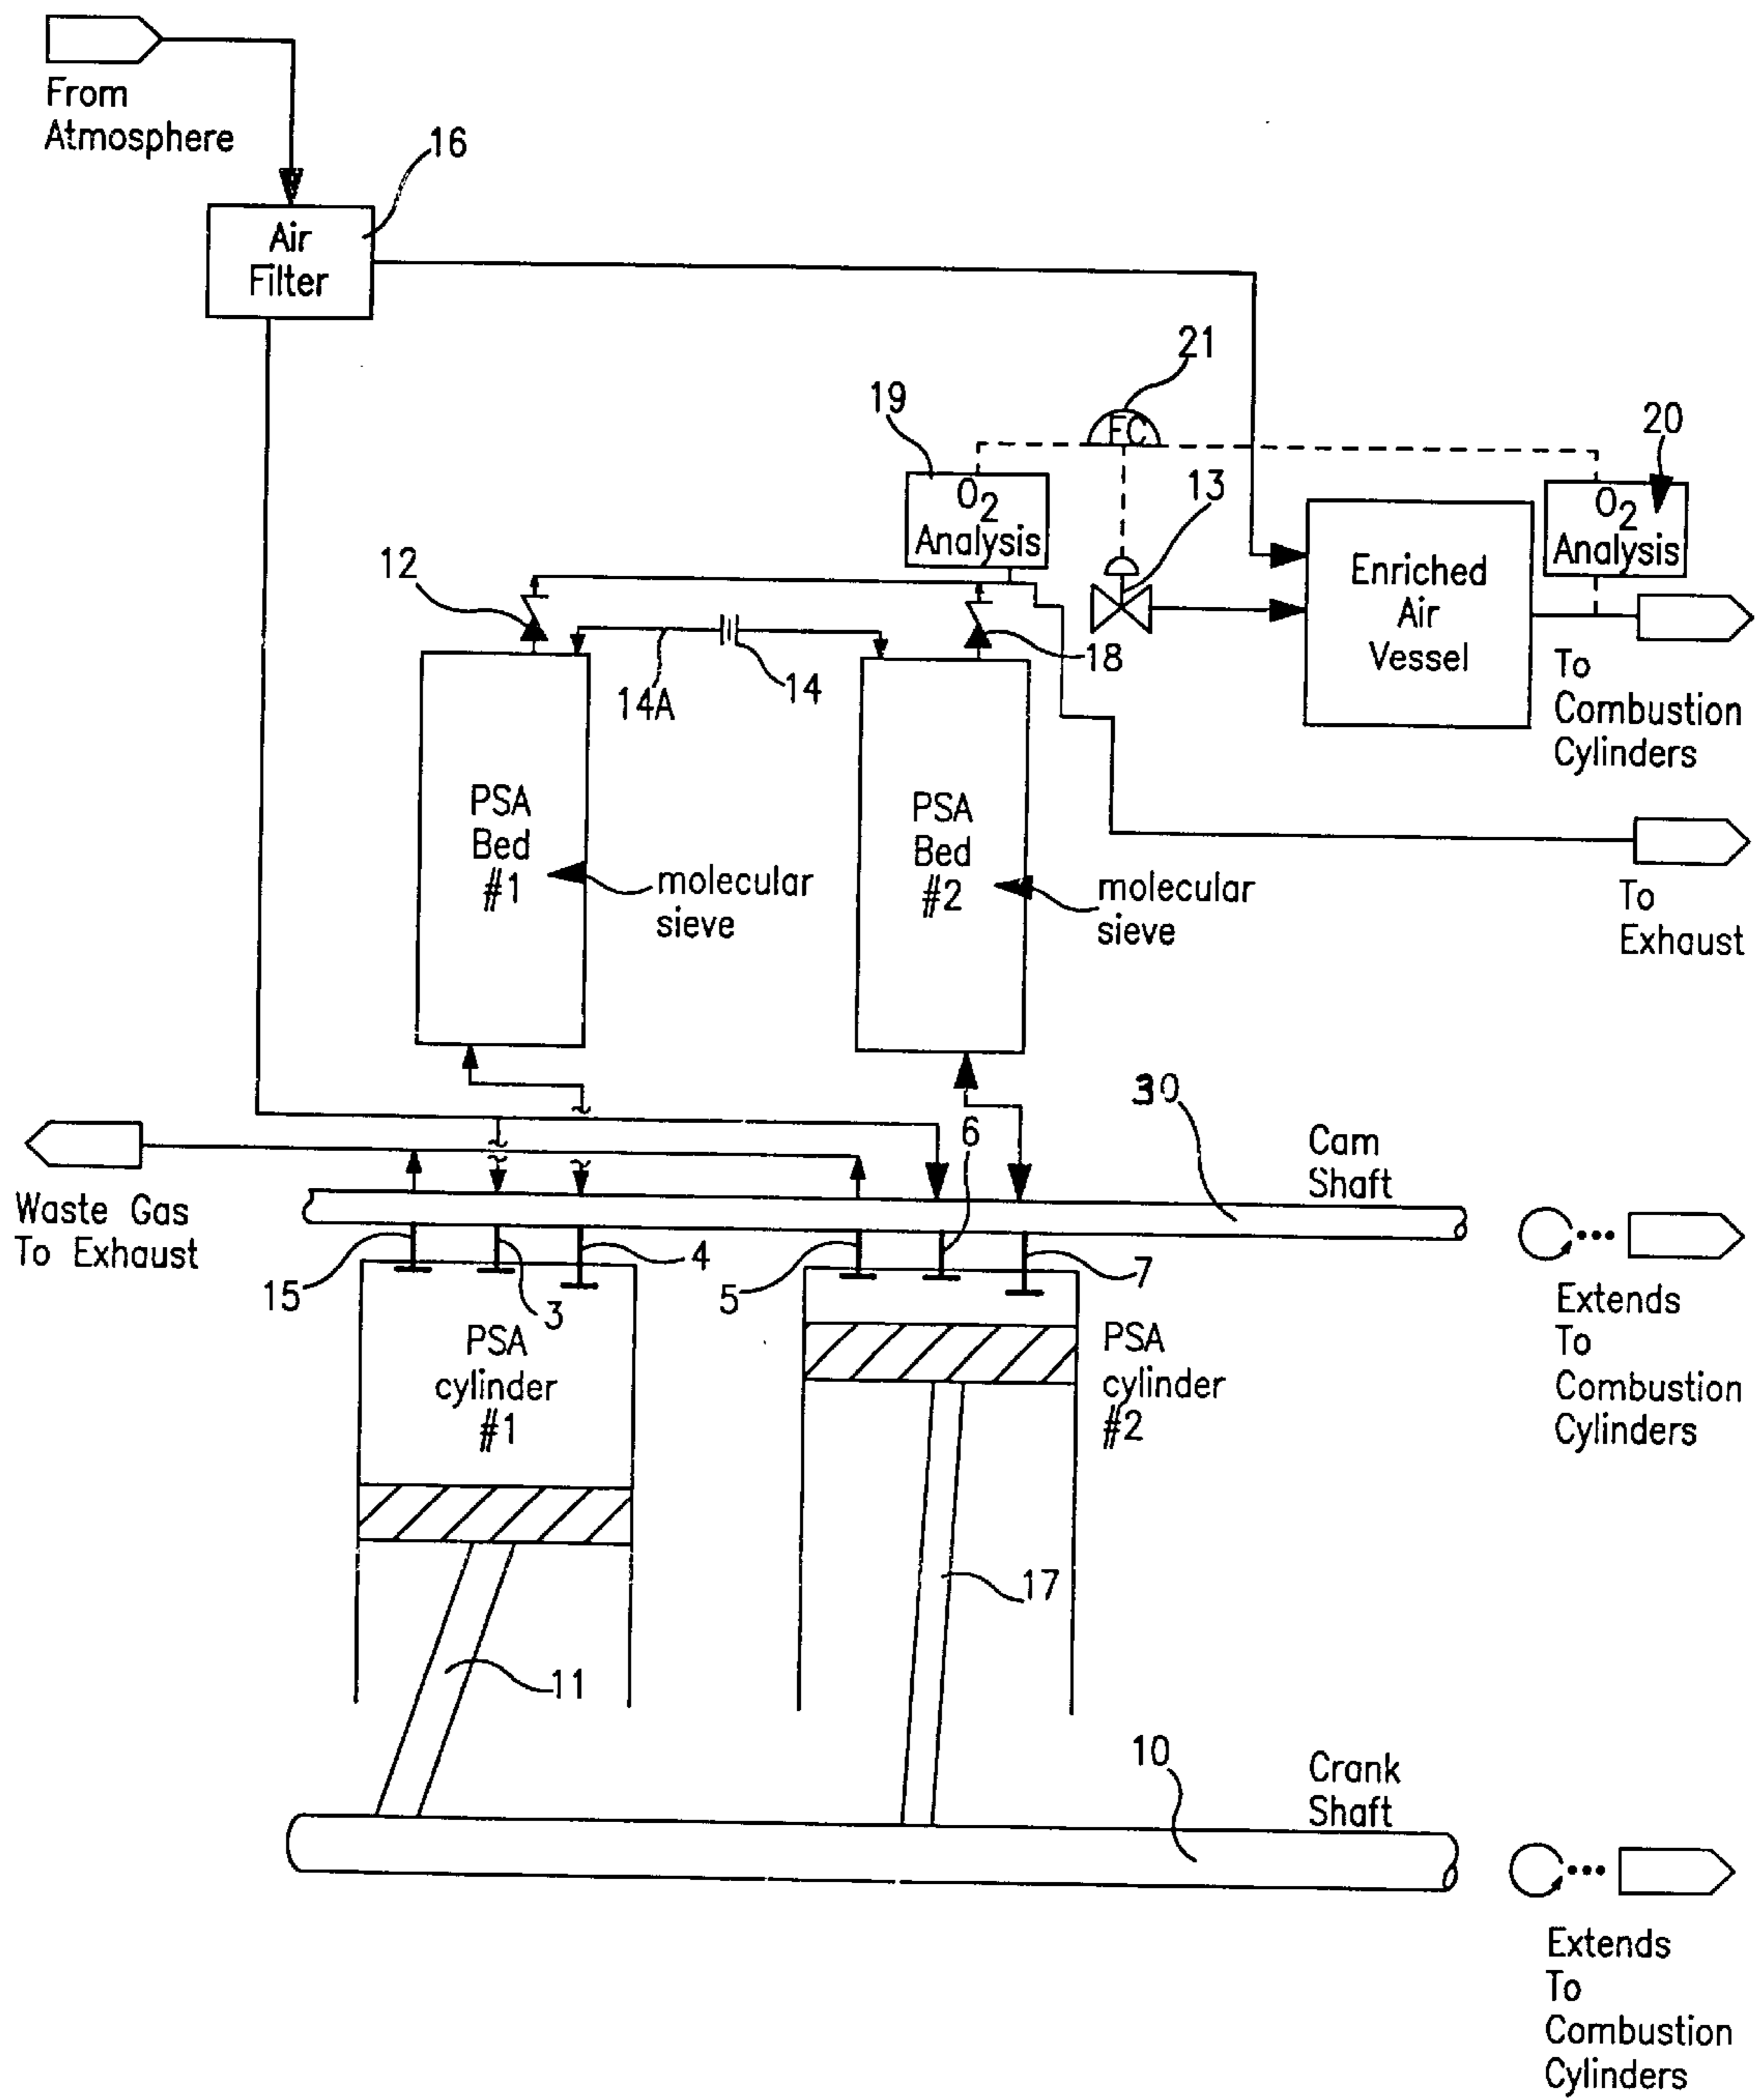 From
Atmosphere
16
Air
Filter
21
FC
19
O2
Analysis
13
20
O2
Analysis
12
Enriched
Air
Vessel
18
14
14A
To
Combustion
Cylinders
PSA
Bed
#1
PSA
Bed
#2
molecular
sieve
molecular
sieve
To
Exhaust
30
6
Cam
Shaft
Waste Gas
To Exhaust
15
3
4
5
7
Extends
To
Combustion
Cylinders
PSA
cylinder
#1
PSA
cylinder
#2
17
11
10
Crank
Shaft
Extends
To
Combustion
Cylinders